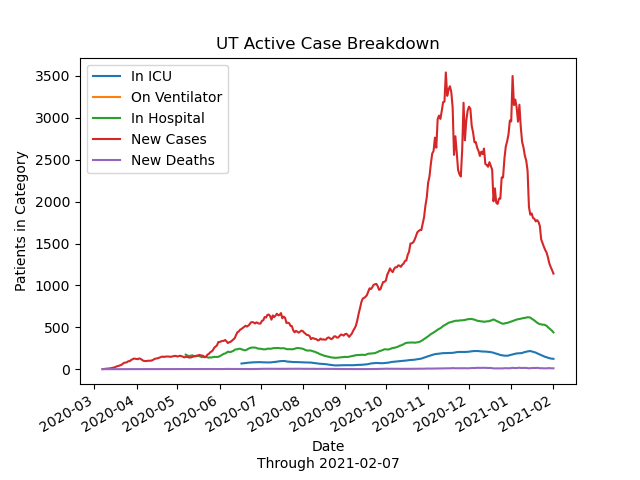 UT Active Case Breakdown
In ICU
On Ventilator
In Hospital
New Cases
New Deaths
Patients in Category
3500
3000
2500
2000
1500
1000
500
0
2020-03
2020-04
2020-05
2020-06
2020-07
2020-08
2020-09
2020-10
2020-11
2020-12
2021-01
2021-02
Date
Through 2021-02-07